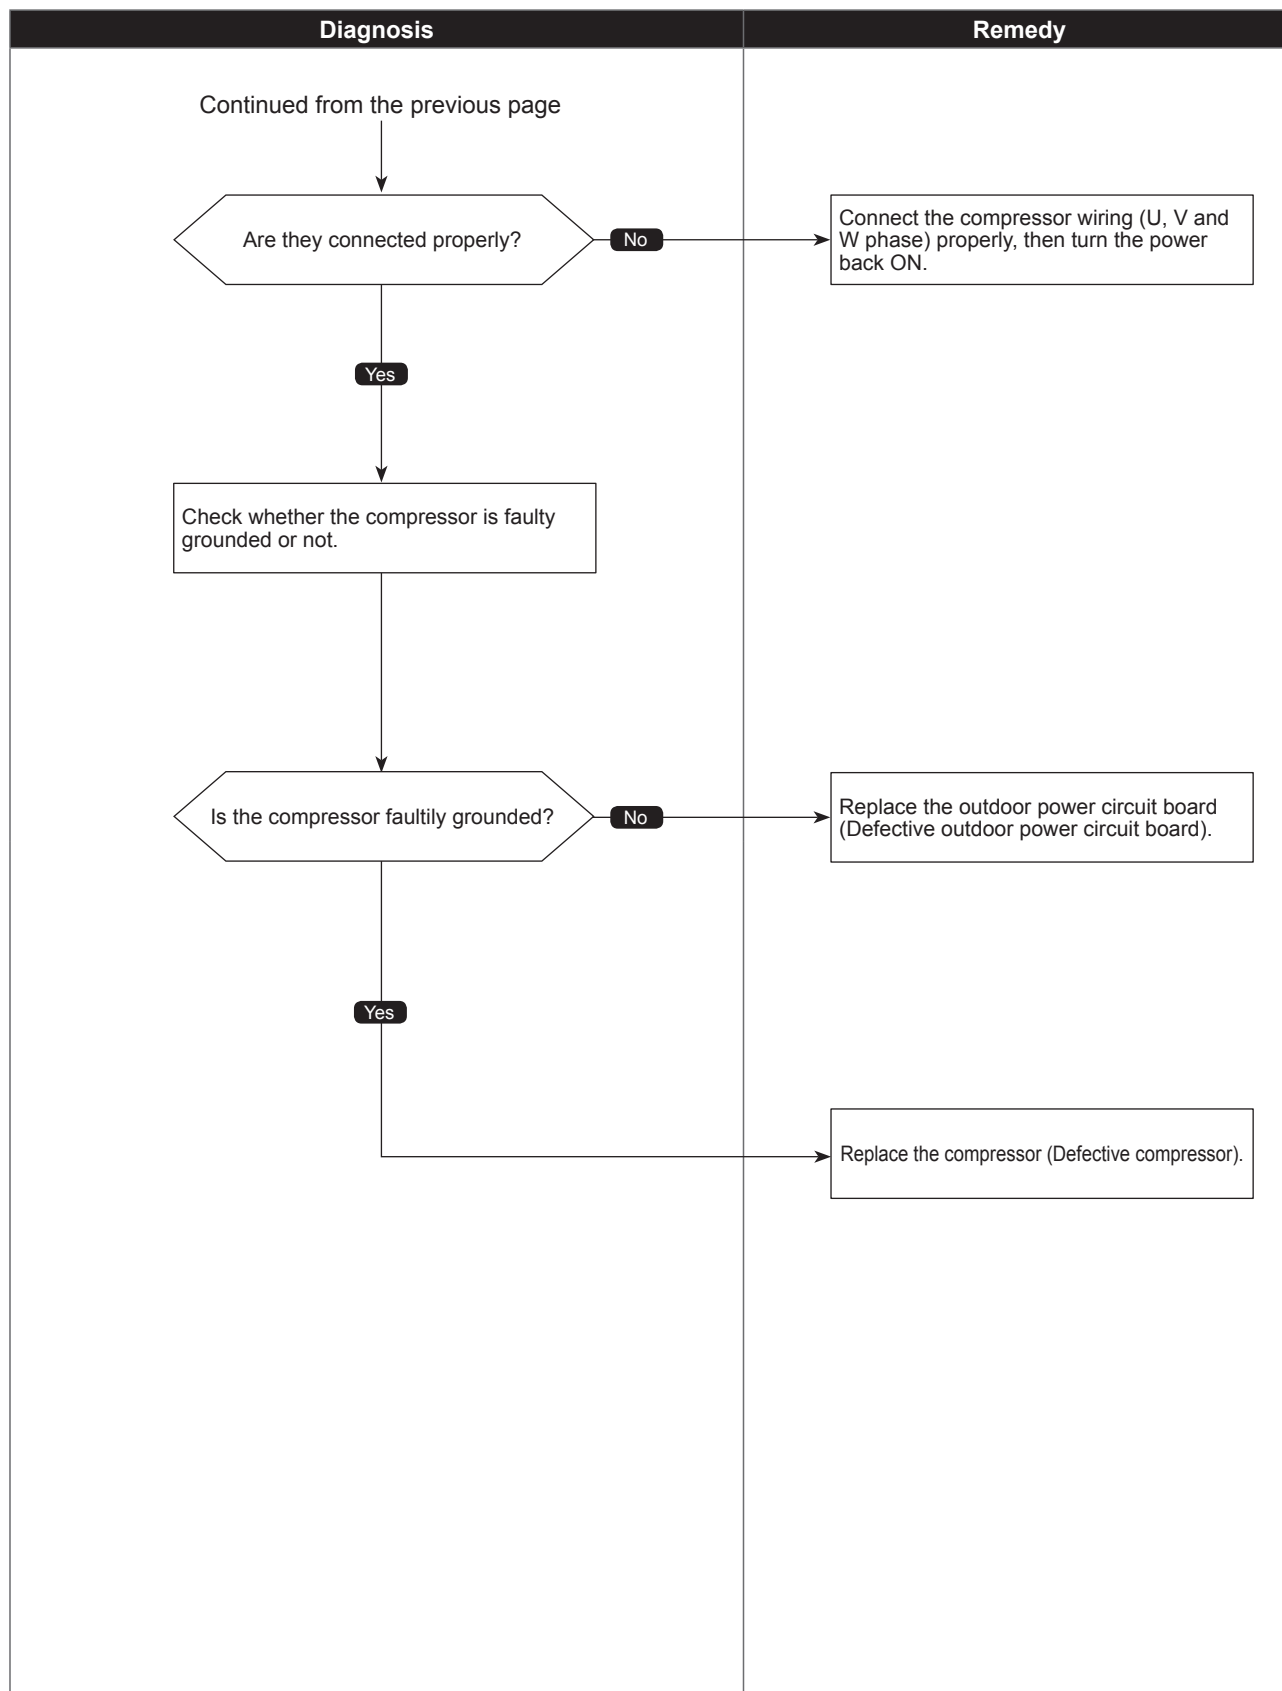 Diagnosis
Remedy
Continued from the previous page
Are they connected properly?
No
Connect the compressor wiring (U, V and
W phase) properly, then turn the power
back ON.
Yes
Check whether the compressor is faulty
grounded or not.
Is the compressor faultily grounded?
No
Replace the outdoor power circuit board
(Defective outdoor power circuit board).
Yes
Replace the compressor (Defective compressor).